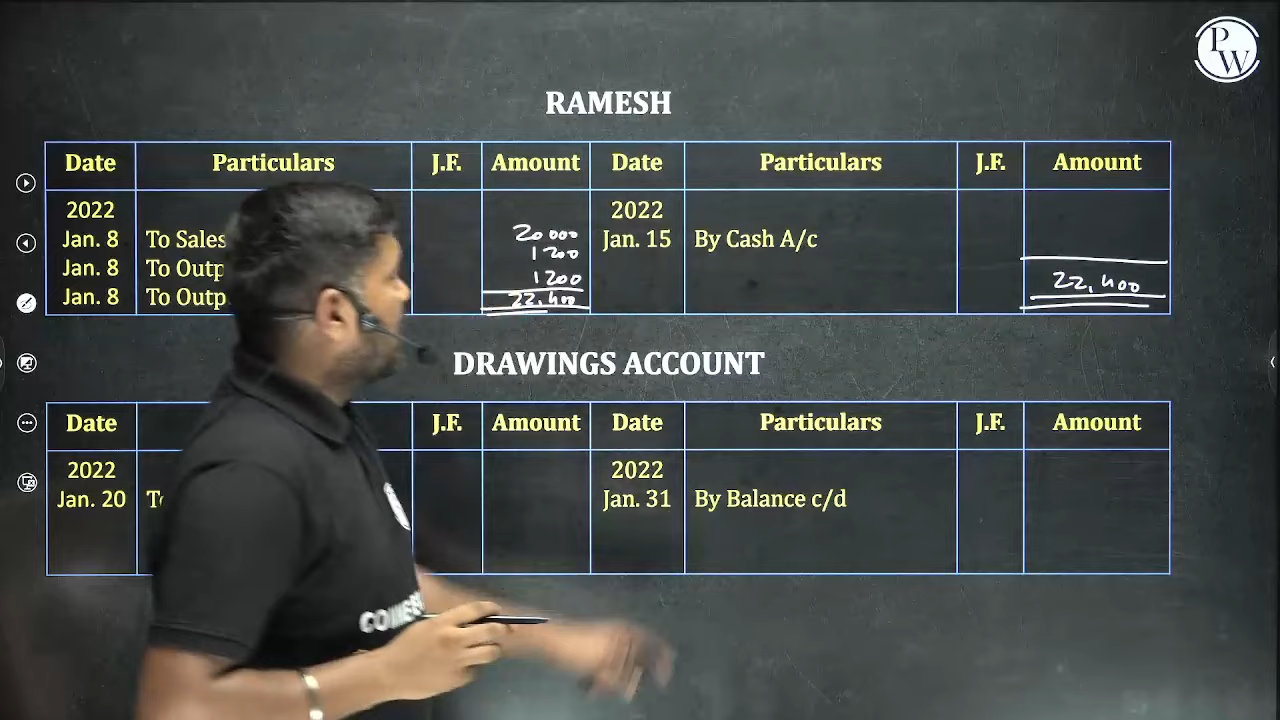 PW
RAMESH
Date Particulars J.F. Amount Date Particulars J.F. Amount
2022 2022
Jan. 8 To Sales 20000 Jan. 15 By Cash A/c
1200
Jan. 8 To Outp 1200 22,400
Jan. 8 To Outp 22,400
DRAWINGS ACCOUNT
Date J.F. Amount Date Particulars J.F. Amount
2022 2022
Jan. 20 Jan. 31 By Balance c/d